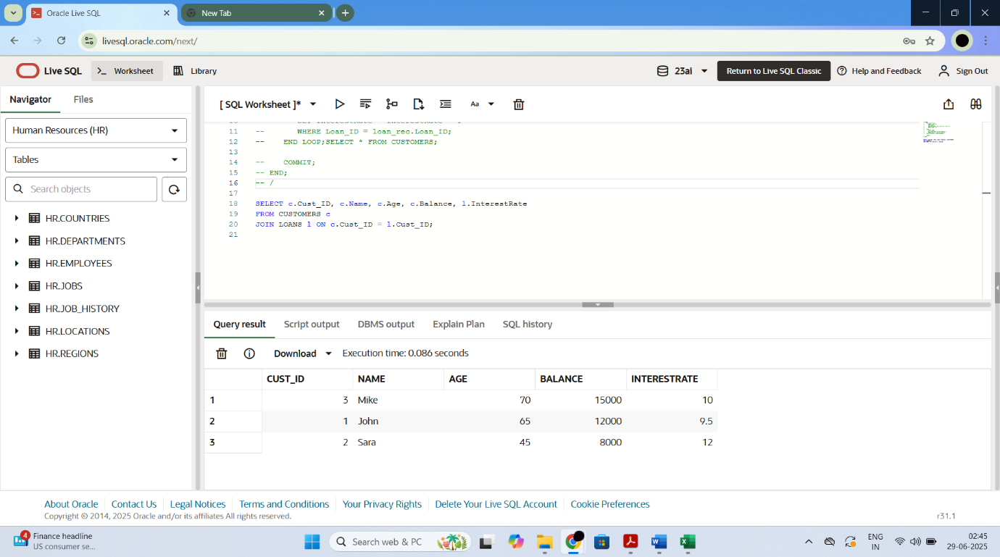 Oracle Live SQL
New Tab
livesql.oracle.com/next/
Live SQL
>_ Worksheet
Library
23ai
Return to Live SQL Classic
Help and Feedback
Sign Out
Navigator
Files
[ SQL Worksheet ]*
Aa
Human Resources (HR)
Tables
Search objects
HR.COUNTRIES
HR.DEPARTMENTS
HR.EMPLOYEES
HR.JOBS
HR.JOB_HISTORY
HR.LOCATIONS
HR.REGIONS
11 -- WHERE Loan_ID = loan_rec.Loan_ID;
12 -- END LOOP;SELECT * FROM CUSTOMERS;
13
14 -- COMMIT;
15 -- END;
16 -- /
17
18 SELECT c.Cust_ID, c.Name, c.Age, c.Balance, l.InterestRate
19 FROM CUSTOMERS c
20 JOIN LOANS l ON c.Cust_ID = l.Cust_ID;
21
Query result
Script output
DBMS output
Explain Plan
SQL history
Download
Execution time: 0.086 seconds
CUST_ID NAME AGE BALANCE INTERESTRATE
1 3 Mike 70 15000 10
2 1 John 65 12000 9.5
3 2 Sara 45 8000 12
About Oracle
Contact Us
Legal Notices
Terms and Conditions
Your Privacy Rights
Delete Your Live SQL Account
Cookie Preferences
Copyright © 2014, 2025 Oracle and/or its affiliates All rights reserved.
r31.1
4
Finance headline
US consumer se...
Search web & PC
ENG
IN
02:45
29-06-2025